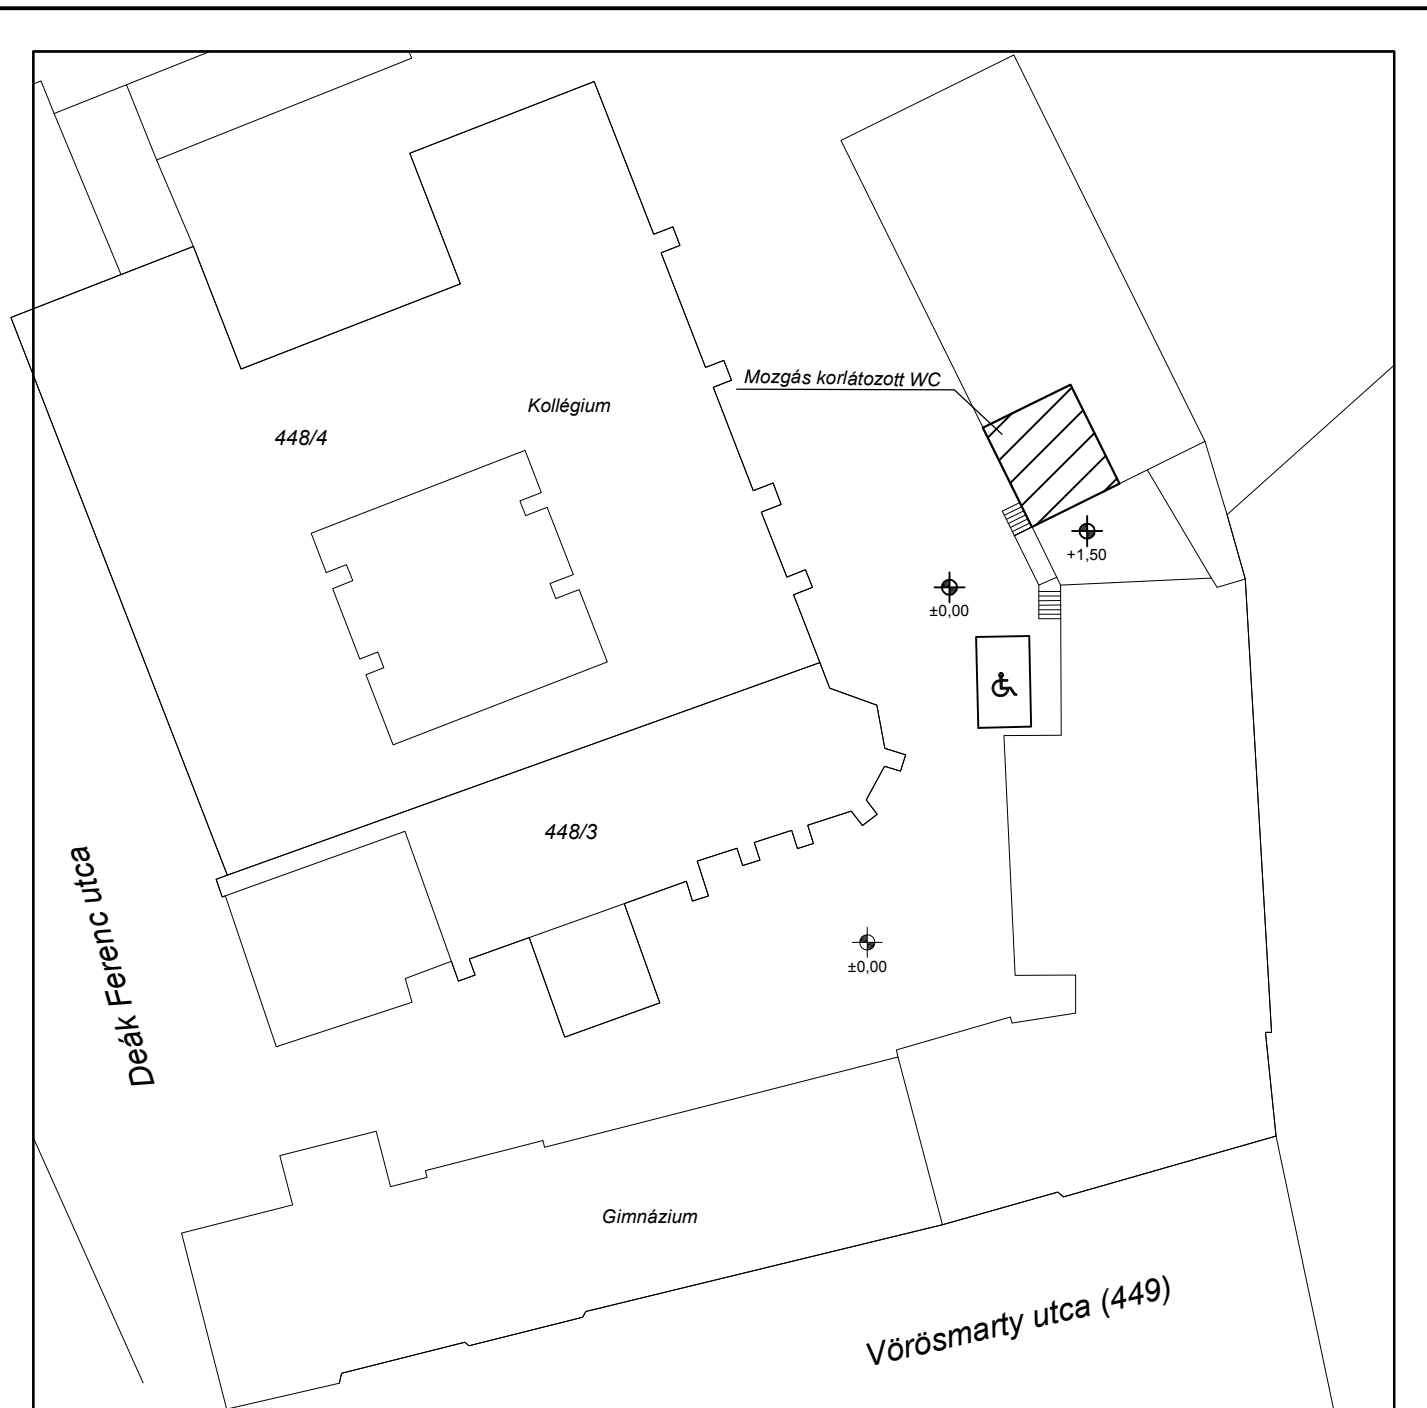 Mozgás korlátozott WC
Kollégium
448/4
+1,50
±0,00
448/3
Deák Ferenc utca
±0,00
Gimnázium
Vörösmarty utca (449)